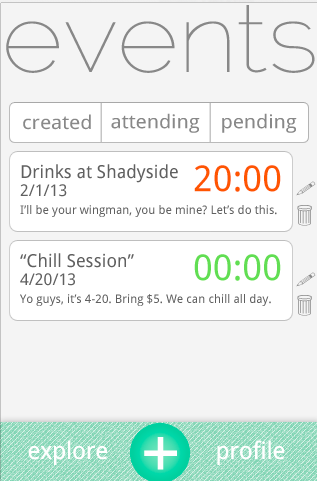 events
created attending pending
Drinks at Shadyside 20:00
2/1/13
I'll be your wingman, you be mine? Let's do this.
“Chill Session” 00:00
4/20/13
Yo guys, it's 4-20. Bring $5. We can chill all day.
explore + profile